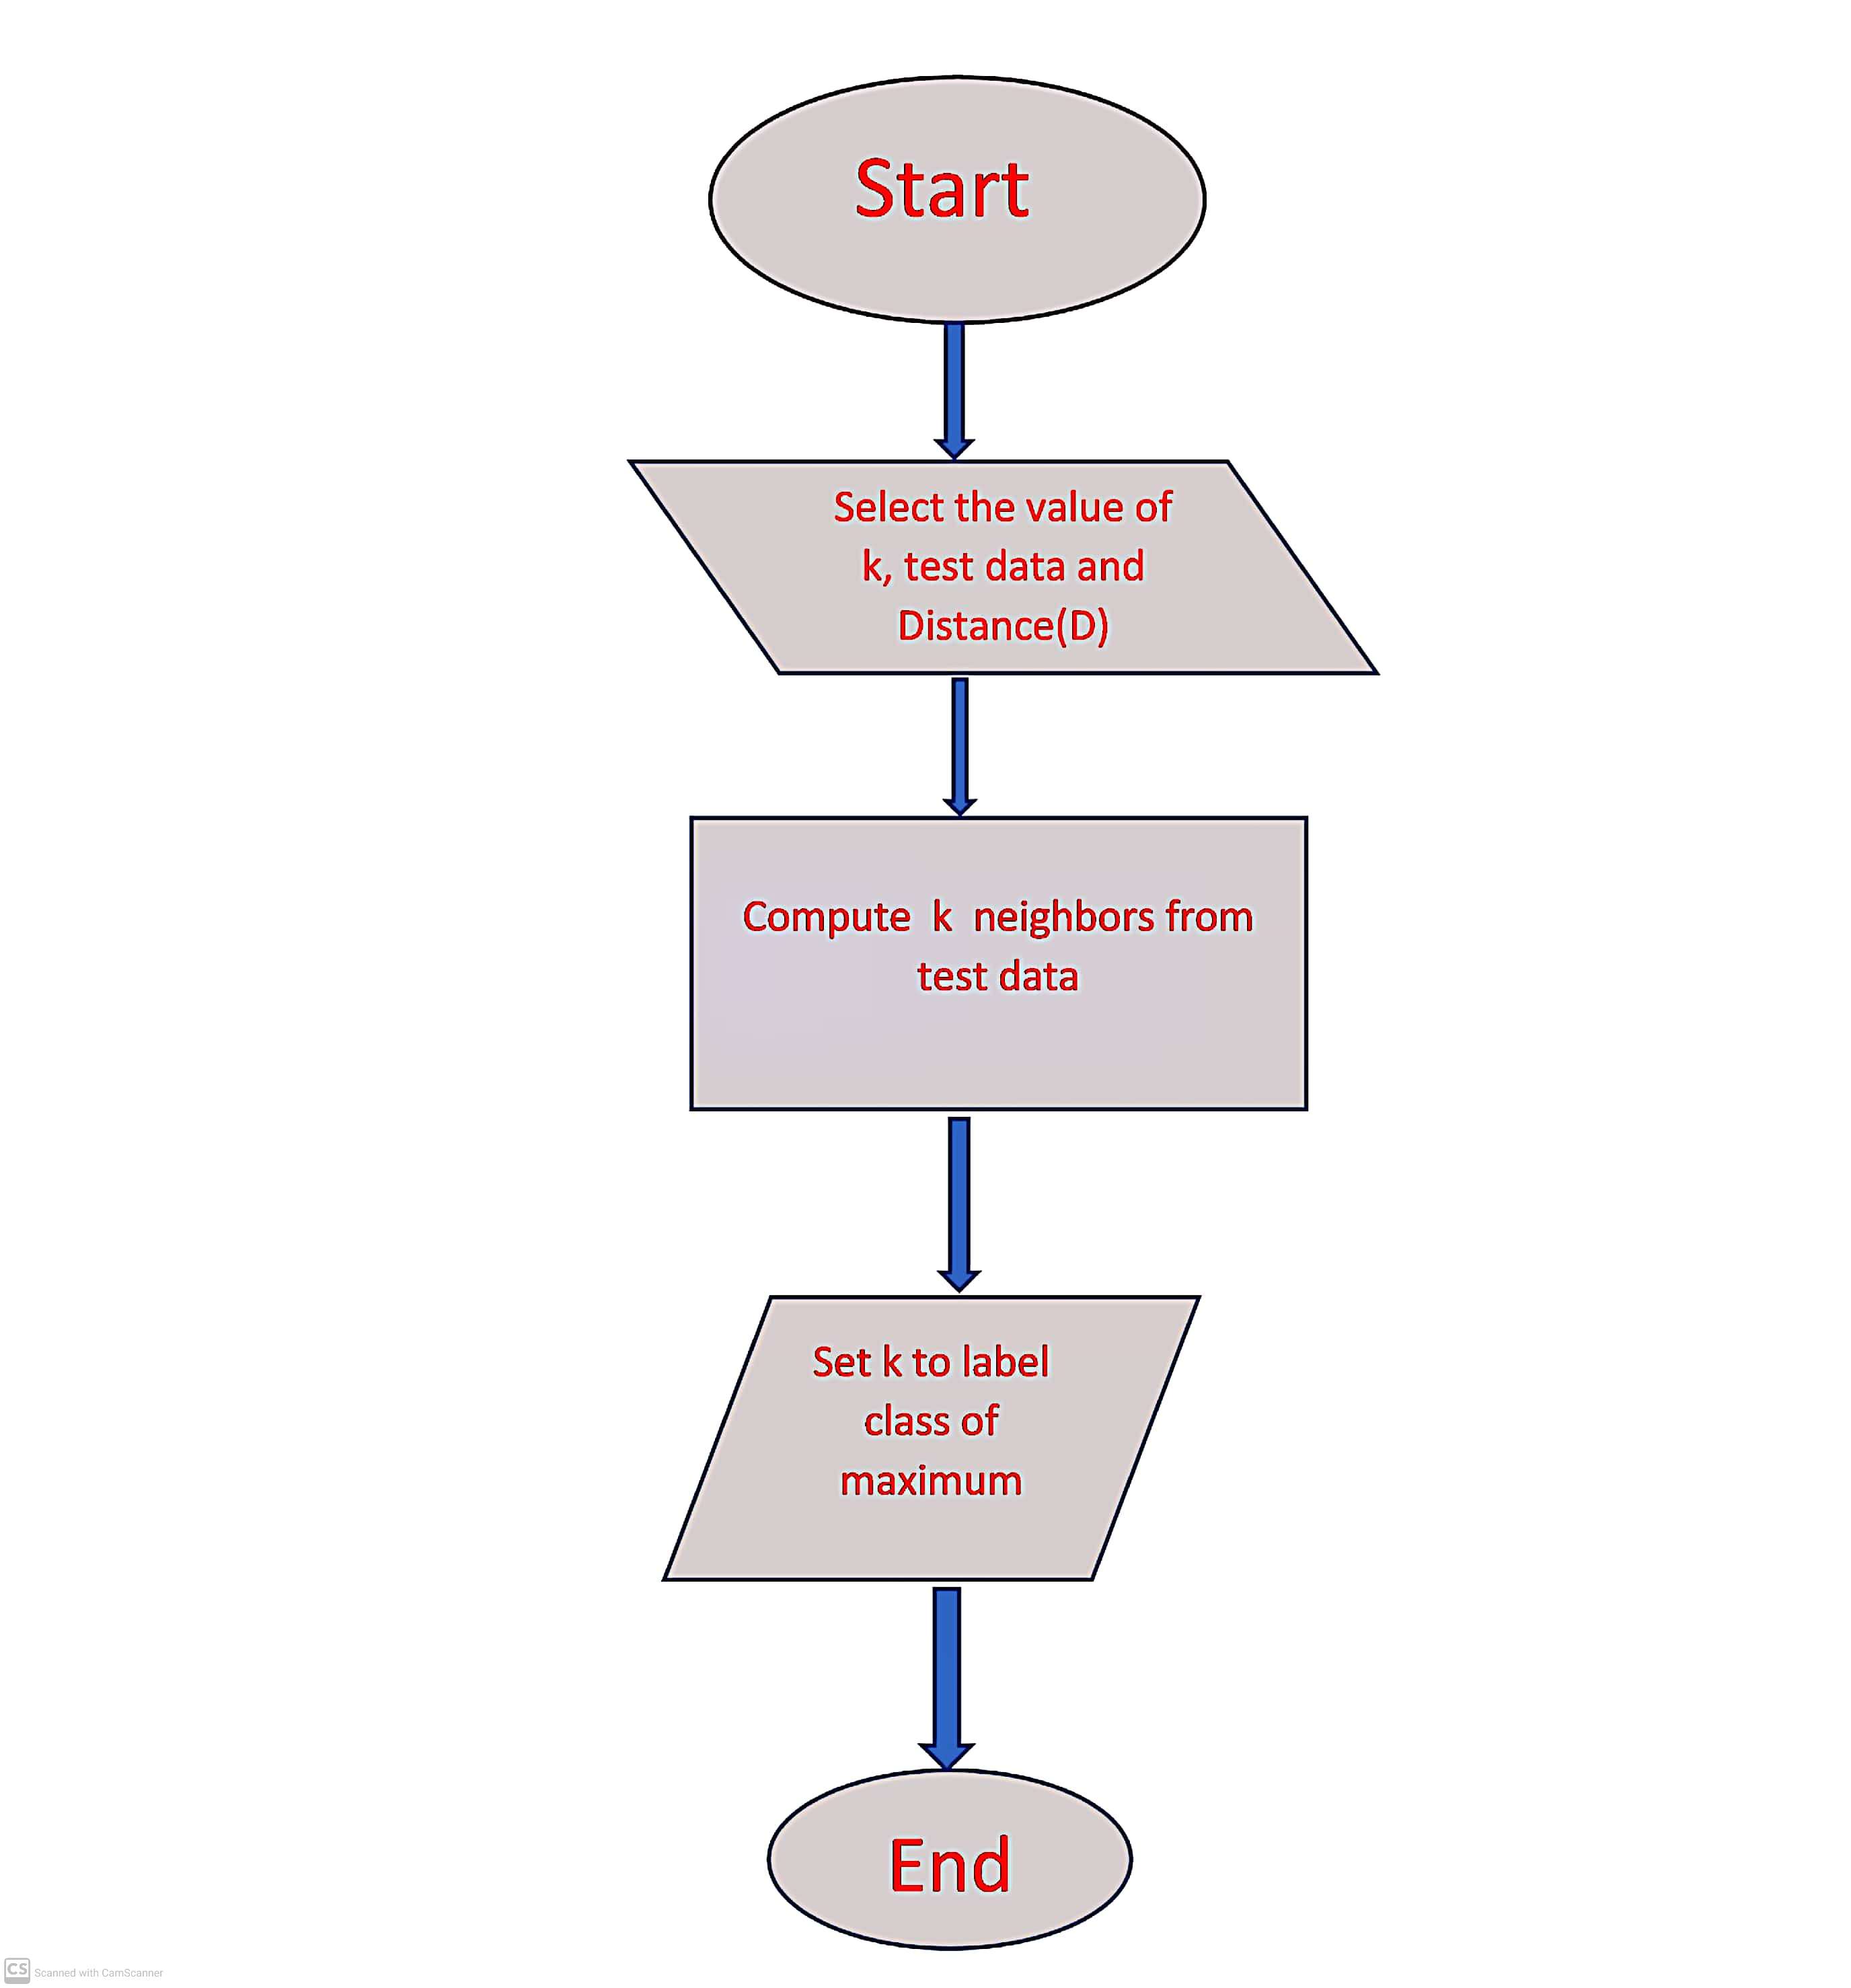 Start
Select the value of
k, test data and
Distance(D)
Compute k neighbors from
test data
Set k to label
class of
maximum
End
CS Scanned with CamScanner